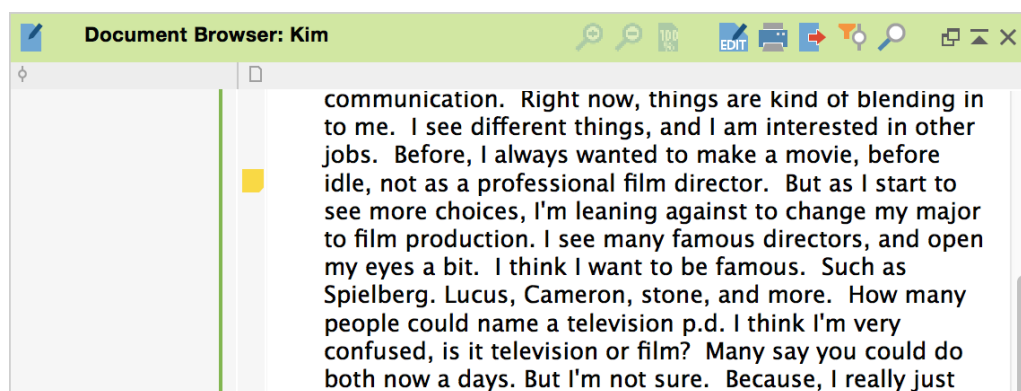 Document Browser: Kim
100
%
EDIT
communication.  Right now, things are kind of blending in
to me.  I see different things, and I am interested in other
jobs.  Before, I always wanted to make a movie, before
idle, not as a professional film director.  But as I start to
see more choices, I'm leaning against to change my major
to film production. I see many famous directors, and open
my eyes a bit.  I think I want to be famous.  Such as
Spielberg. Lucus, Cameron, stone, and more.  How many
people could name a television p.d. I think I'm very
confused, is it television or film?  Many say you could do
both now a days. But I'm not sure.  Because, I really just